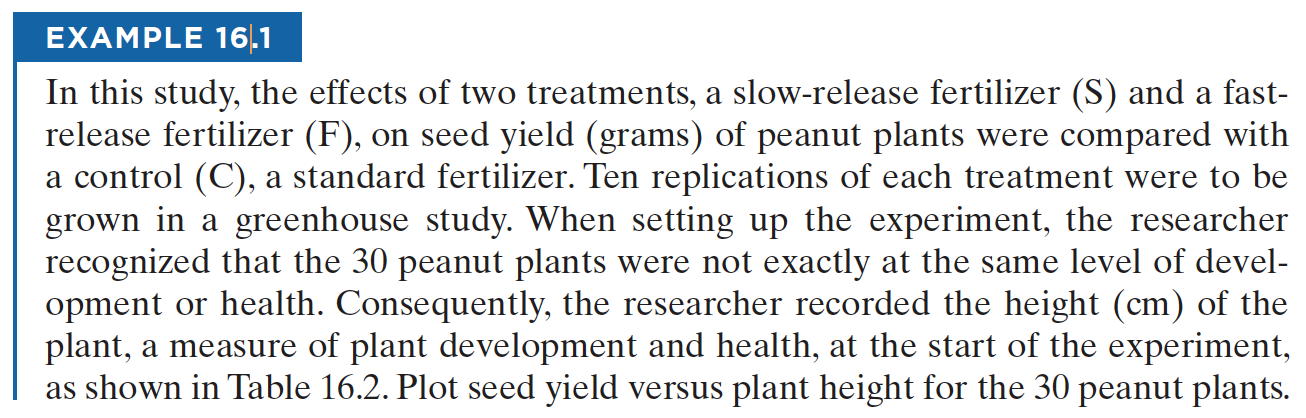 EXAMPLE 16.1
In this study, the effects of two treatments, a slow-release fertilizer (S) and a fast-
release fertilizer (F), on seed yield (grams) of peanut plants were compared with
a control (C), a standard fertilizer. Ten replications of each treatment were to be
grown in a greenhouse study. When setting up the experiment, the researcher
recognized that the 30 peanut plants were not exactly at the same level of devel-
opment or health. Consequently, the researcher recorded the height (cm) of the
plant, a measure of plant development and health, at the start of the experiment,
as shown in Table 16.2. Plot seed yield versus plant height for the 30 peanut plants.